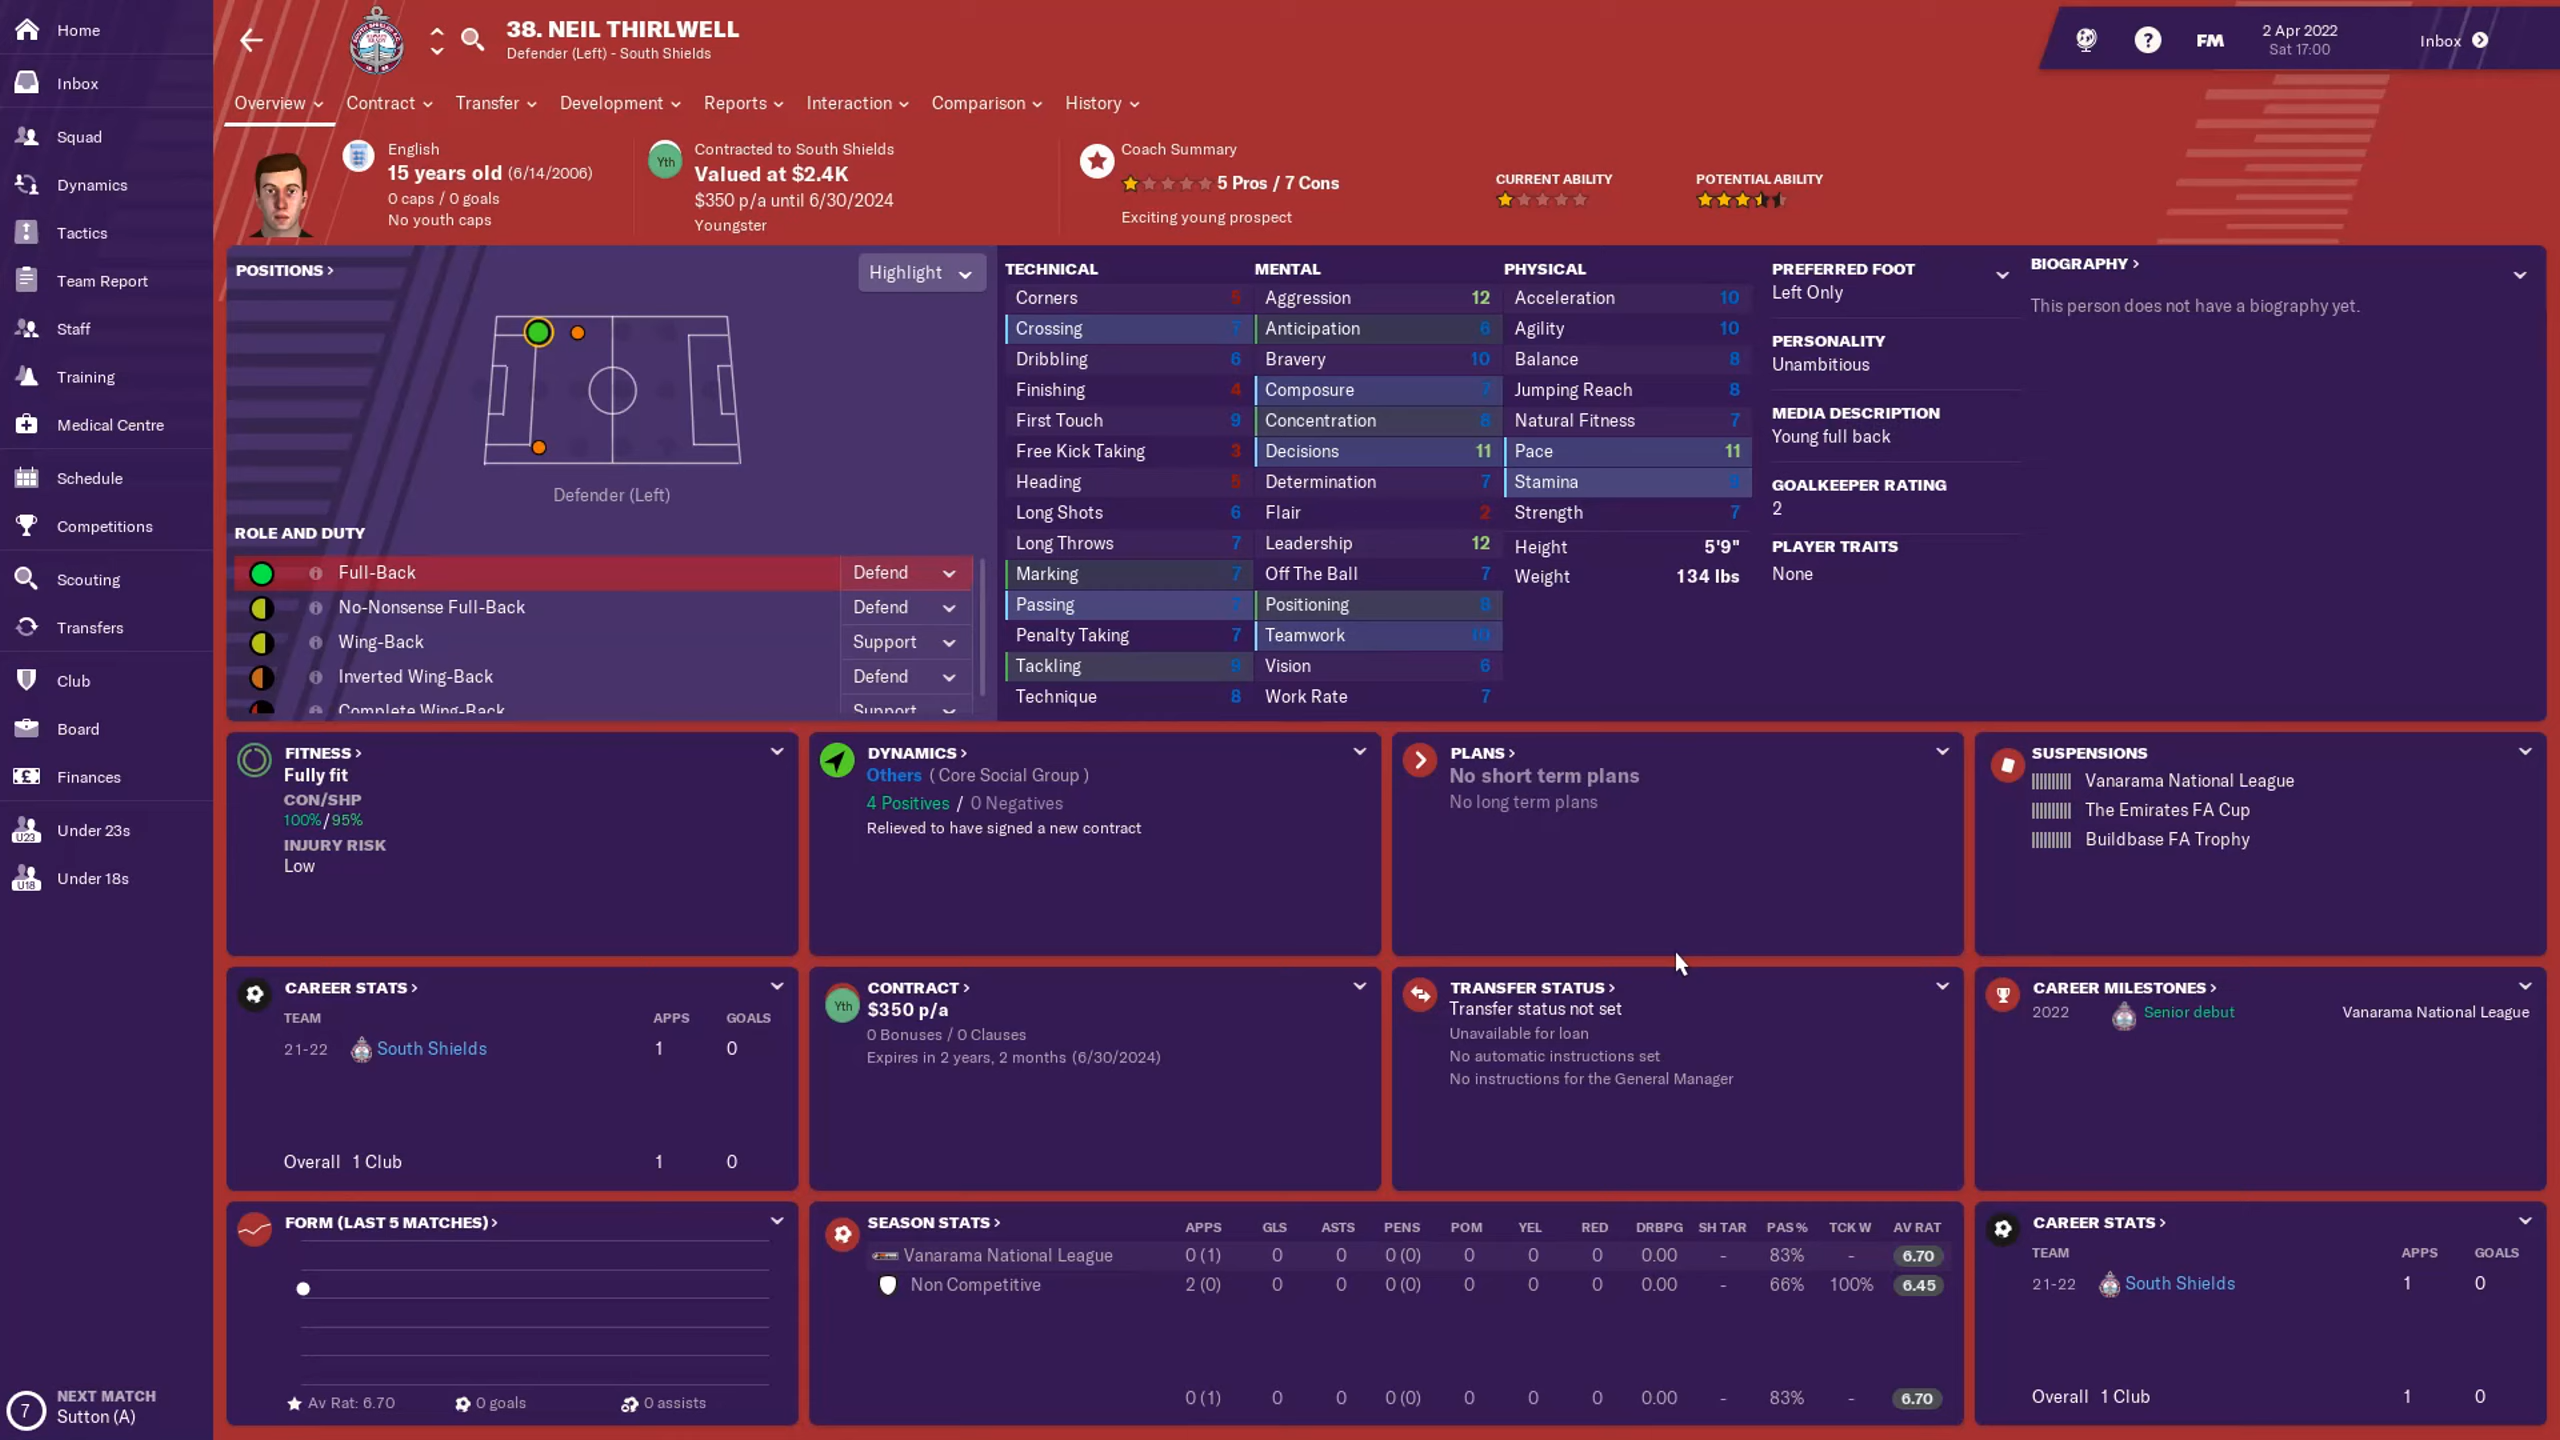 Home
Inbox
Squad
Dynamics
Tactics
Team Report
Staff
Training
Medical Centre
Schedule
Competitions
Scouting
Transfers
Club
Board
Finances
U23 Under 23s
U18 Under 18s
7 NEXT MATCH
Sutton (A)
38. NEIL THIRLWELL
Defender (Left) - South Shields
? FM 2 Apr 2022 Inbox
Sat 17:00
Overview Contract Transfer Development Reports Interaction Comparison History
English
15 years old (6/14/2006)
0 caps / 0 goals
No youth caps
Yth Contracted to South Shields
Valued at $2.4K
$350 p/a until 6/30/2024
Youngster
Coach Summary
5 Pros / 7 Cons
Exciting young prospect
CURRENT ABILITY
POTENTIAL ABILITY
POSITIONS >
Highlight
Defender (Left)
ROLE AND DUTY
Full-Back Defend
No-Nonsense Full-Back Defend
Wing-Back Support
Inverted Wing-Back Defend
Complete Wing-Back Support
TECHNICAL
Corners 5
Crossing 7
Dribbling 6
Finishing 4
First Touch 9
Free Kick Taking 3
Heading 5
Long Shots 6
Long Throws 7
Marking 7
Passing 7
Penalty Taking 7
Tackling 9
Technique 8
MENTAL
Aggression 12
Anticipation 6
Bravery 10
Composure 7
Concentration 8
Decisions 11
Determination 7
Flair 2
Leadership 12
Off The Ball 7
Positioning 8
Teamwork 10
Vision 6
Work Rate 7
PHYSICAL
Acceleration 10
Agility 10
Balance 8
Jumping Reach 8
Natural Fitness 7
Pace 11
Stamina
Strength 7
Height 5'9"
Weight 134 lbs
PREFERRED FOOT
Left Only
PERSONALITY
Unambitious
MEDIA DESCRIPTION
Young full back
GOALKEEPER RATING
2
PLAYER TRAITS
None
BIOGRAPHY >
This person does not have a biography yet.
FITNESS >
Fully fit
CON/SHP
100%/95%
INJURY RISK
Low
DYNAMICS >
Others ( Core Social Group )
4 Positives / 0 Negatives
Relieved to have signed a new contract
PLANS >
No short term plans
No long term plans
SUSPENSIONS
Vanarama National League
The Emirates FA Cup
Buildbase FA Trophy
CAREER STATS >
TEAM APPS GOALS
21-22 South Shields 1 0
Overall 1 Club 1 0
Yth CONTRACT >
$350 p/a
0 Bonuses / 0 Clauses
Expires in 2 years, 2 months (6/30/2024)
TRANSFER STATUS >
Transfer status not set
Unavailable for loan
No automatic instructions set
No instructions for the General Manager
CAREER MILESTONES >
2022 Senior debut Vanarama National League
FORM (LAST 5 MATCHES) >
Av Rat: 6.70 0 goals 0 assists
SEASON STATS > APPS GLS ASTS PENS POM YEL RED DRBPG SH TAR PAS % TCK W AV RAT
Vanarama National League 0 (1) 0 0 0 (0) 0 0 0 0.00 - 83% - 6.70
Non Competitive 2 (0) 0 0 0 (0) 0 0 0 0.00 - 66% 100% 6.45
0 (1) 0 0 0 (0) 0 0 0 0.00 - 83% - 6.70
CAREER STATS >
TEAM APPS GOALS
21-22 South Shields 1 0
Overall 1 Club 1 0